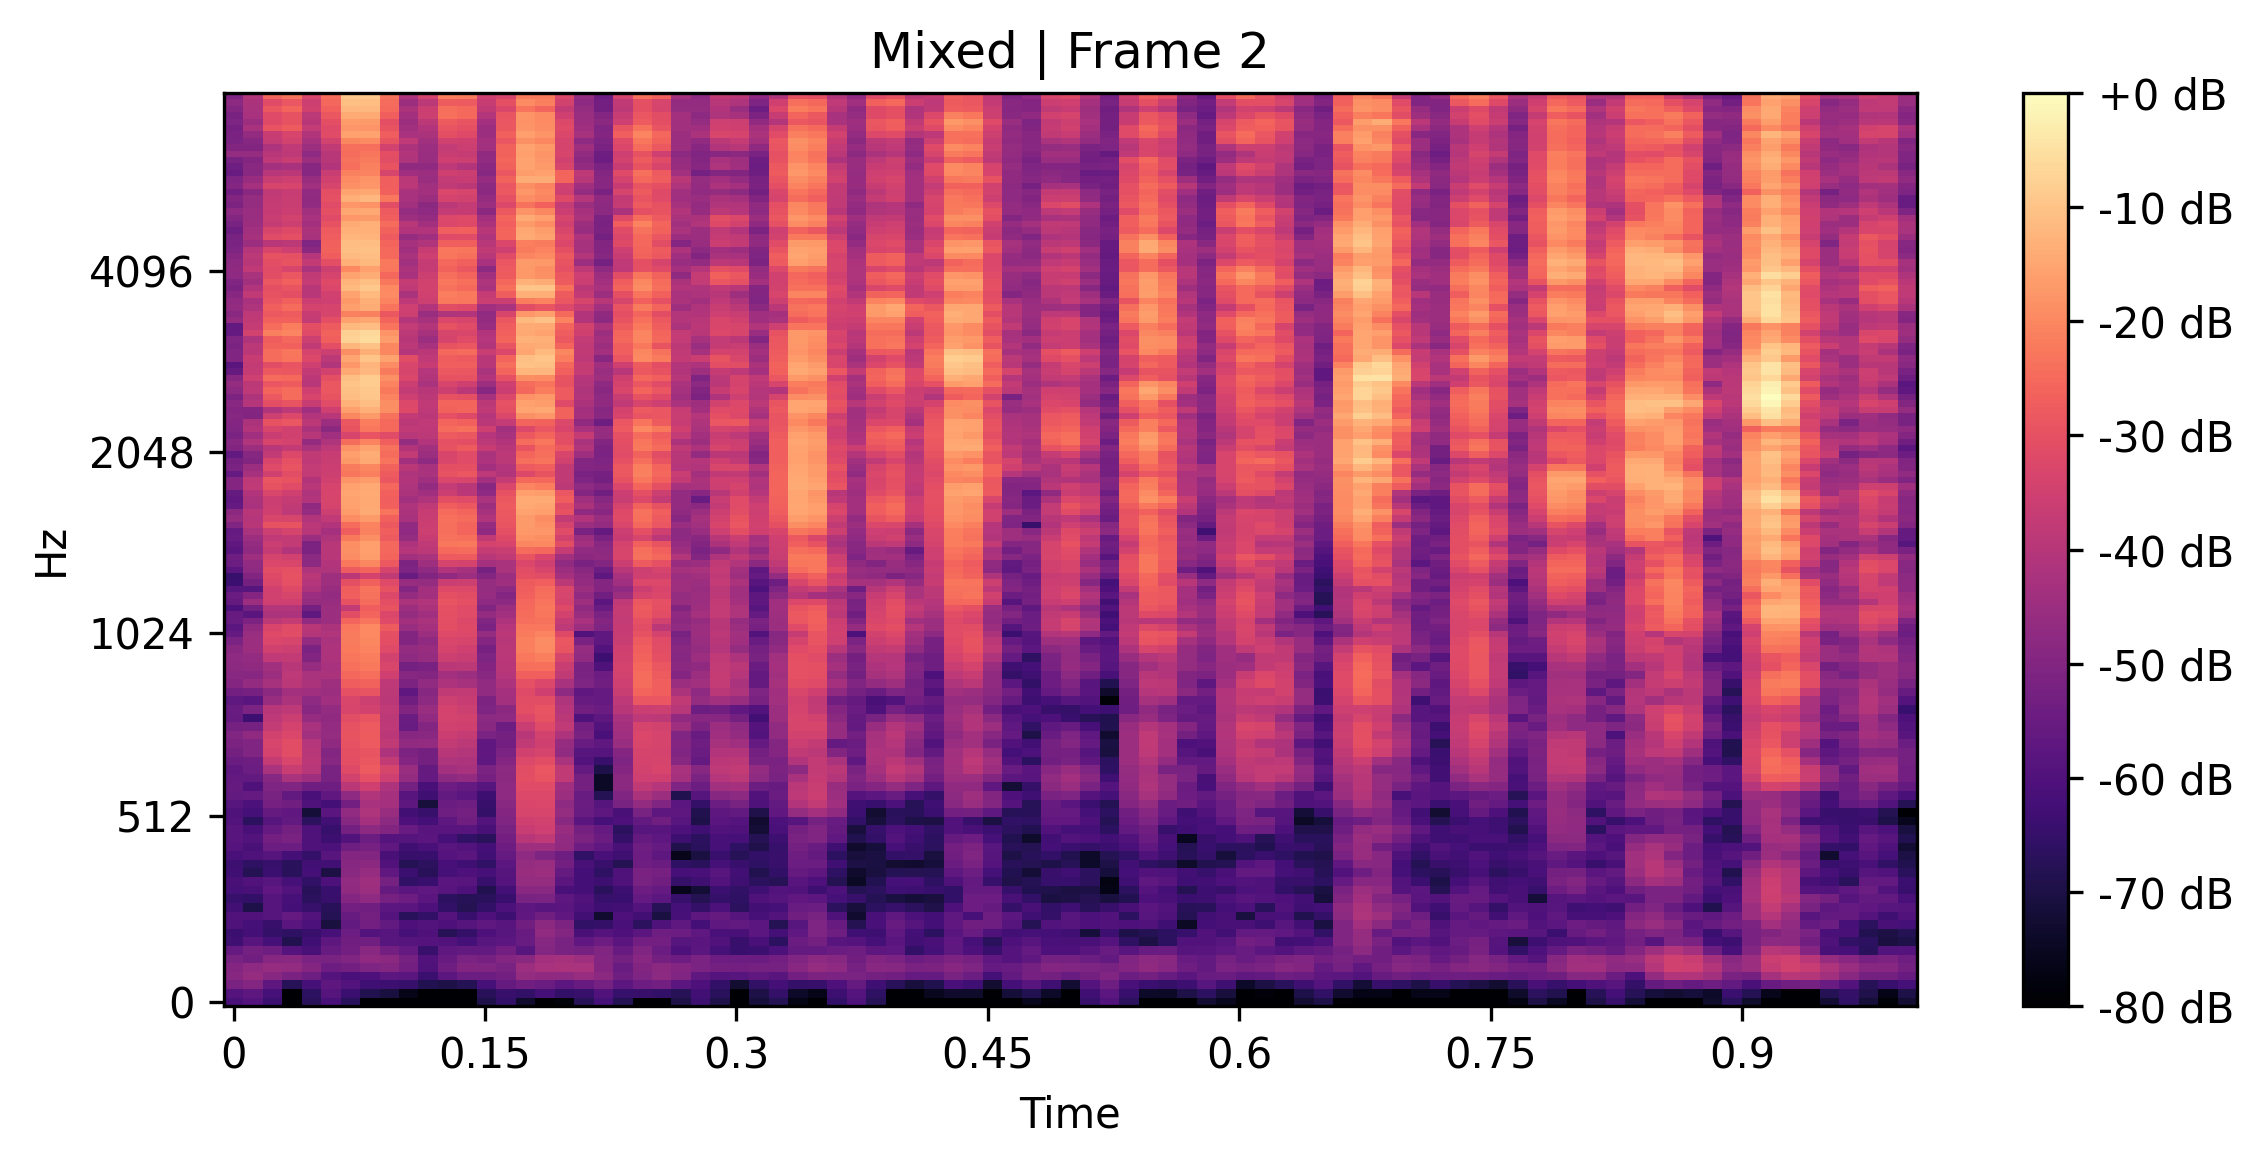 Mixed | Frame 2
Hz
4096
2048
1024
512
0
0 0.15 0.3 0.45 0.6 0.75 0.9
Time
+0 dB
-10 dB
-20 dB
-30 dB
-40 dB
-50 dB
-60 dB
-70 dB
-80 dB